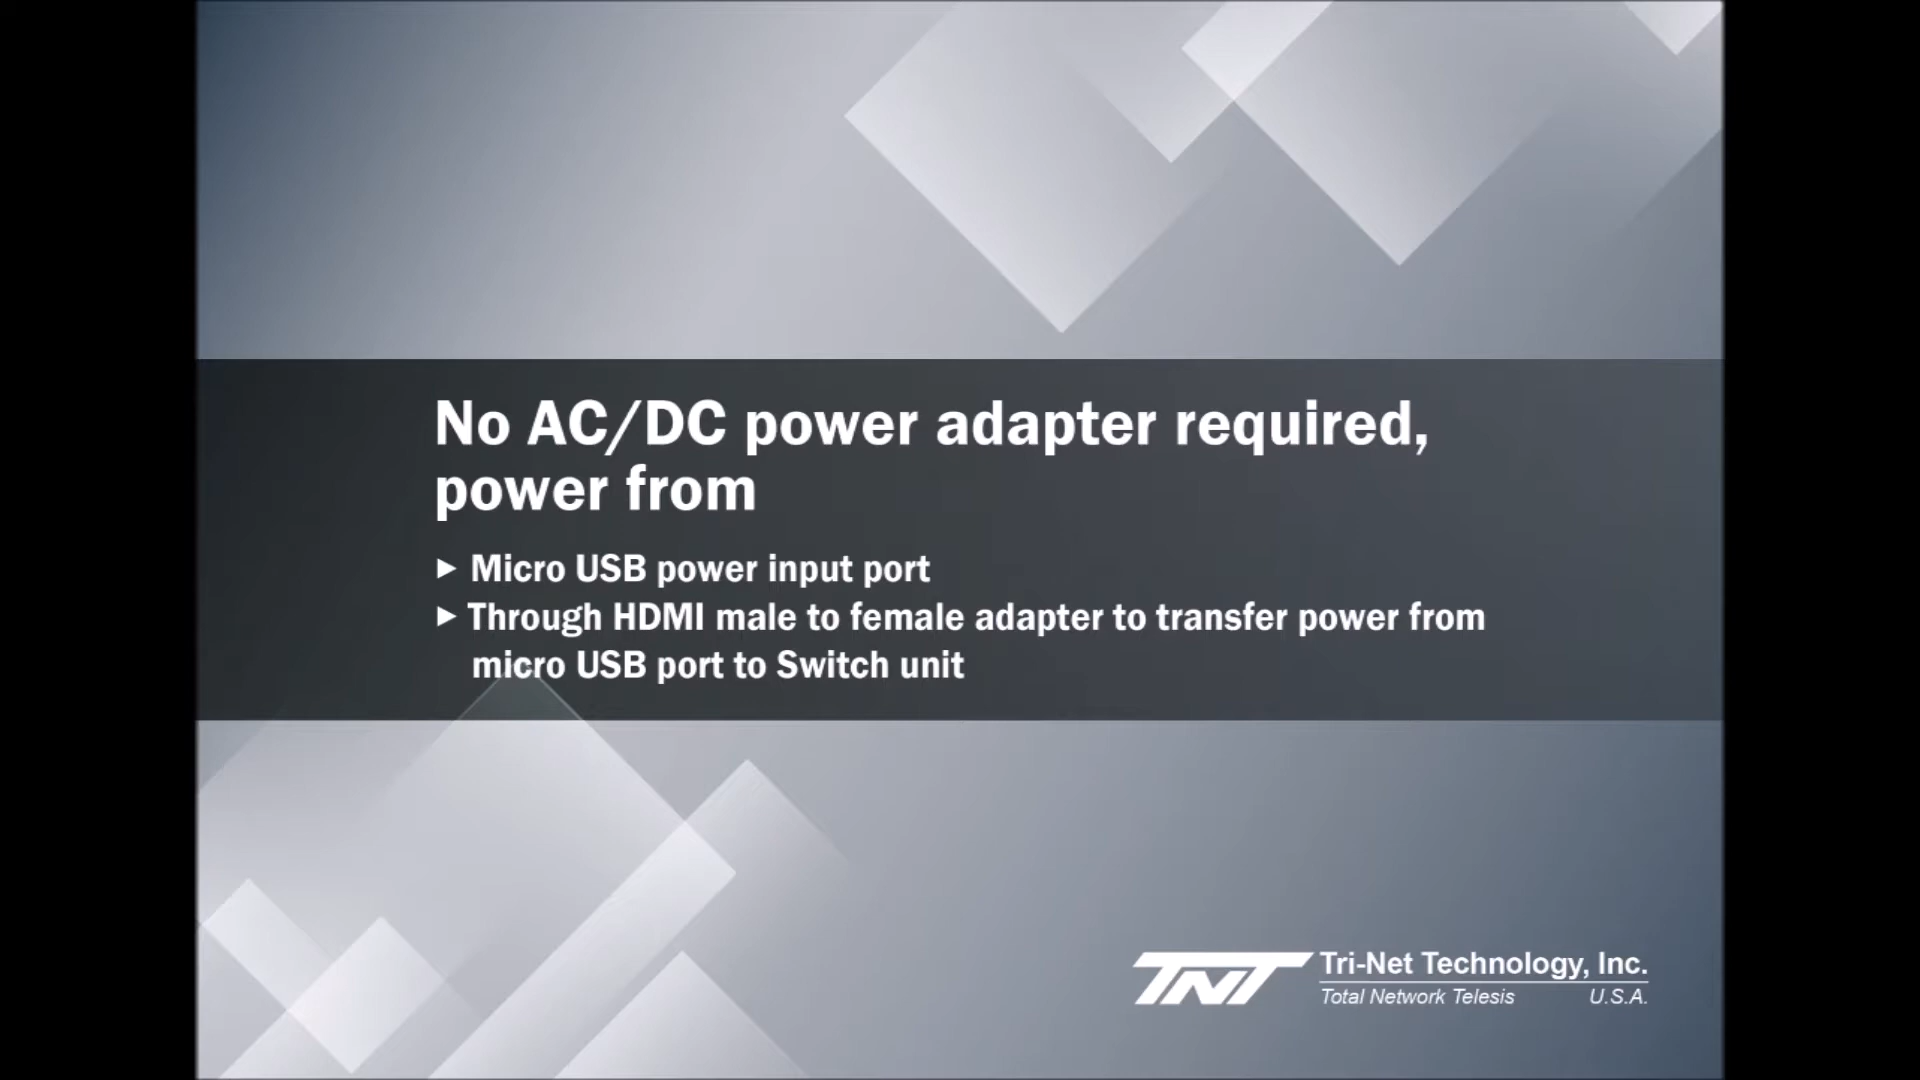 No AC/DC power adapter required,
power from
▶ Micro USB power input port
▶ Through HDMI male to female adapter to transfer power from
micro USB port to Switch unit
TNT Tri-Net Technology, Inc.
Total Network Telesis U.S.A.